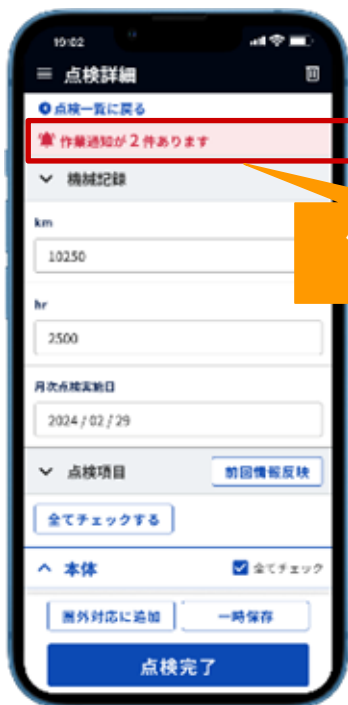 19:02
点検詳細
点検一覧に戻る
作業通知が 2 件あります
機械記録
km
10250
hr
2500
月次点検実施日
2024 / 02 / 29
点検項目
前回情報反映
全てチェックする
本体
全てチェック
圏外対応に追加
一時保存
点検完了